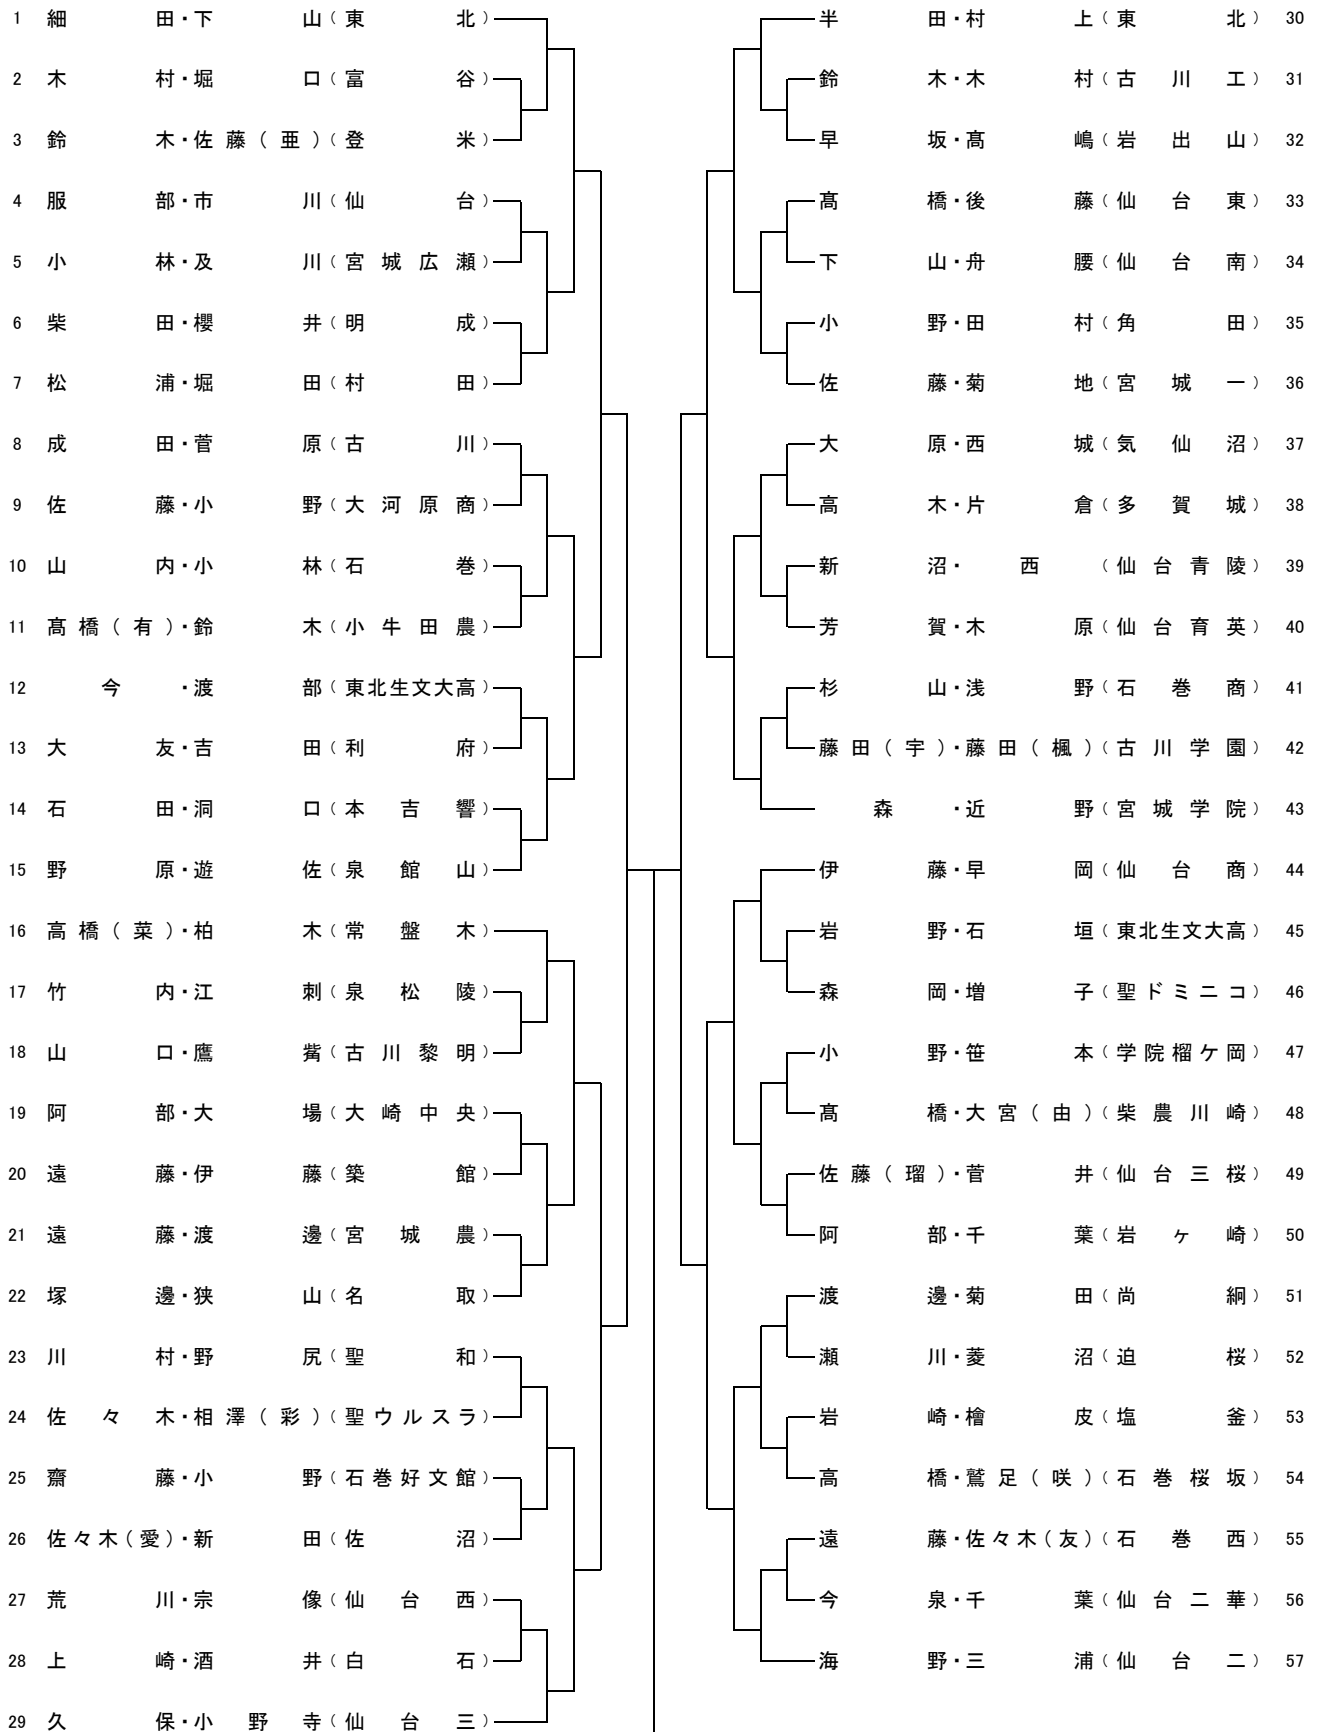 1 細田・下山（東北）
2 木村・堀口（富谷）
3 鈴木・佐藤（亜）（登米）
4 服部・市川（仙台）
5 小林・及川（宮城広瀬）
6 柴田・櫻井（明成）
7 松浦・堀田（村田）
8 成田・菅原（古川）
9 佐藤・小野（大河原商）
10 山内・小林（石巻）
11 髙橋（有）・鈴木（小牛田農）
12 今・渡部（東北生文大高）
13 大友・吉田（利府）
14 石田・洞口（本吉響）
15 野原・遊佐（泉館山）
16 高橋（菜）・柏木（常盤木）
17 竹内・江刺（泉松陵）
18 山口・鷹觜（古川黎明）
19 阿部・大場（大崎中央）
20 遠藤・伊藤（築館）
21 遠藤・渡邊（宮城農）
22 塚邊・狭山（名取）
23 川村・野尻（聖和）
24 佐々木・相澤（彩）（聖ウルスラ）
25 齋藤・小野（石巻好文館）
26 佐々木（愛）・新田（佐沼）
27 荒川・宗像（仙台西）
28 上崎・酒井（白石）
29 久保・小野寺（仙台三）
半田・村上（東北） 30
鈴木・木村（古川工） 31
早坂・髙嶋（岩出山） 32
髙橋・後藤（仙台東） 33
下山・舟腰（仙台南） 34
小野・田村（角田） 35
佐藤・菊地（宮城一） 36
大原・西城（気仙沼） 37
高木・片倉（多賀城） 38
新沼・西（仙台青陵） 39
芳賀・木原（仙台育英） 40
杉山・浅野（石巻商） 41
藤田（宇）・藤田（楓）（古川学園） 42
森・近野（宮城学院） 43
伊藤・早岡（仙台商） 44
岩野・石垣（東北生文大高） 45
森岡・増子（聖ドミニコ） 46
小野・笹本（学院榴ケ岡） 47
髙橋・大宮（由）（柴農川崎） 48
佐藤（瑠）・菅井（仙台三桜） 49
阿部・千葉（岩ヶ崎） 50
渡邊・菊田（尚絅） 51
瀬川・菱沼（迫桜） 52
岩崎・檜皮（塩釜） 53
高橋・鷲足（咲）（石巻桜坂） 54
遠藤・佐々木（友）（石巻西） 55
今泉・千葉（仙台二華） 56
海野・三浦（仙台二） 57